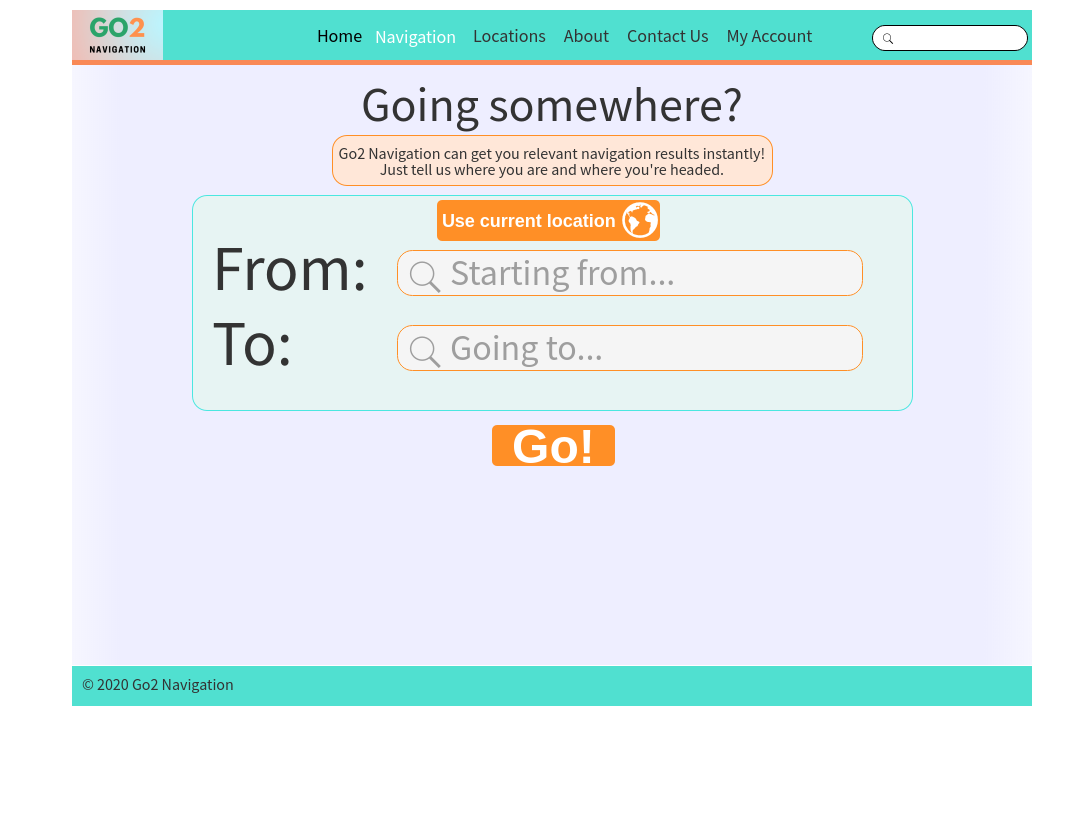 GO2
NAVIGATION
Home Navigation Locations About Contact Us My Account
Going somewhere?
Go2 Navigation can get you relevant navigation results instantly!
Just tell us where you are and where you're headed.
Use current location
From: Starting from...
To: Going to...
Go!
© 2020 Go2 Navigation